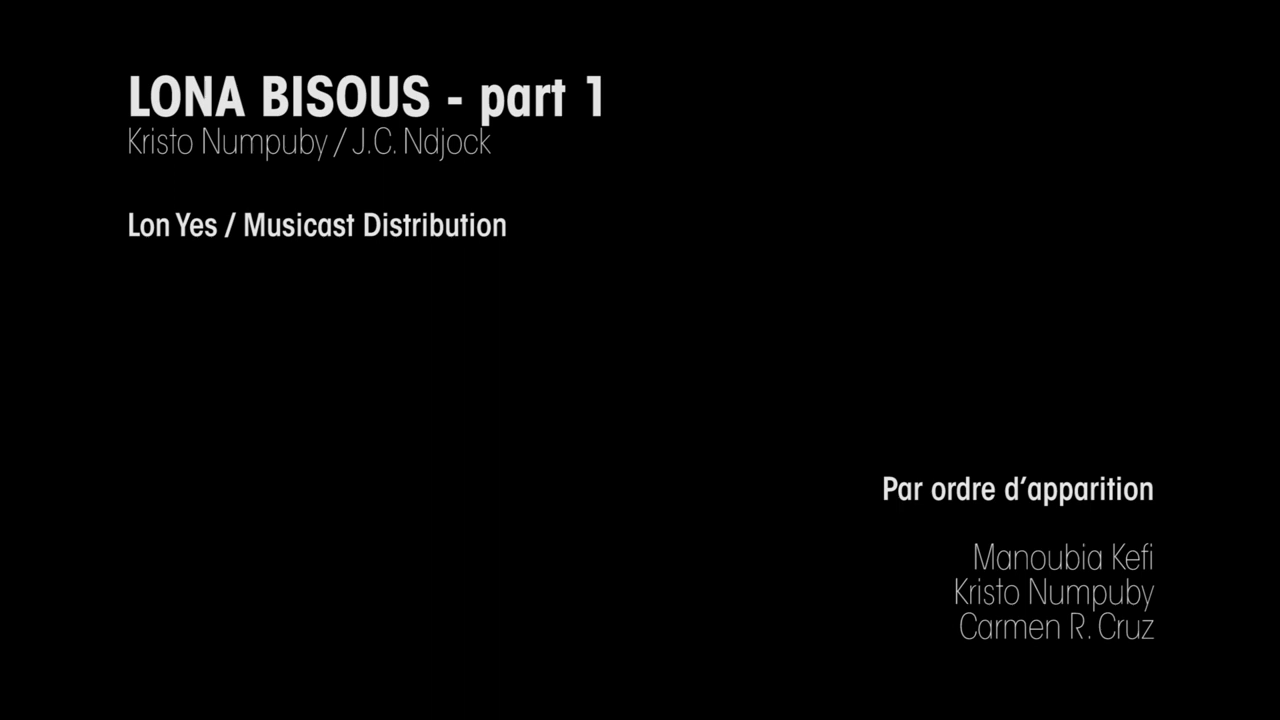 LONA BISOUS - part 1
Kristo Numpuby / J.C. Ndjock
Lon Yes / Musicast Distribution
Par ordre d'apparition
Manoubia Kefi
Kristo Numpuby
Carmen R. Cruz